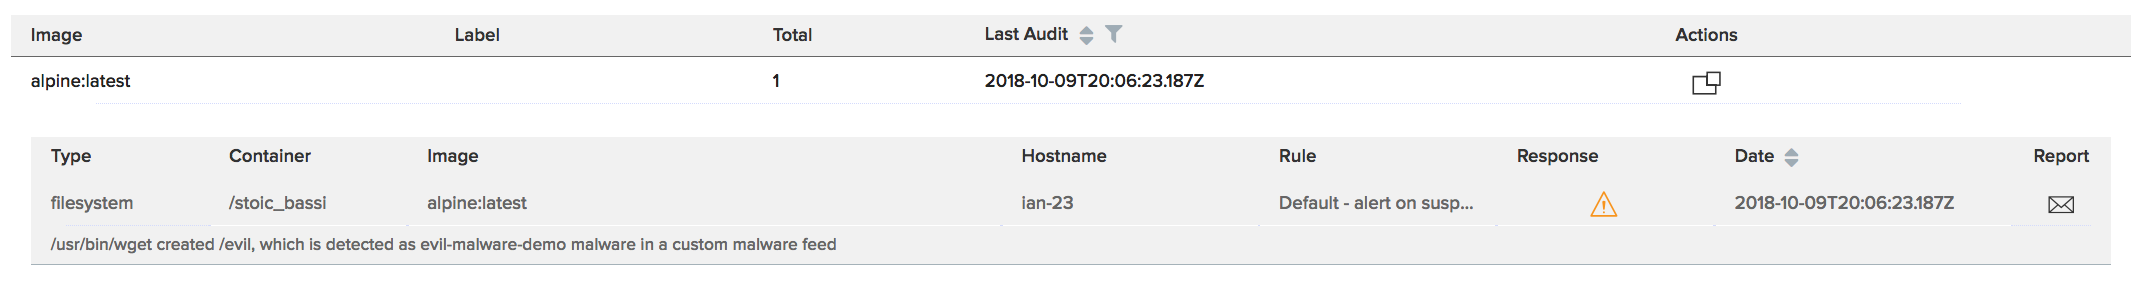 Image Label Total Last Audit Actions
alpine:latest 1 2018-10-09T20:06:23.187Z
Type Container Image Hostname Rule Response Date Report
filesystem /stoic_bassi alpine:latest ian-23 Default - alert on susp... 2018-10-09T20:06:23.187Z
/usr/bin/wget created /evil, which is detected as evil-malware-demo malware in a custom malware feed